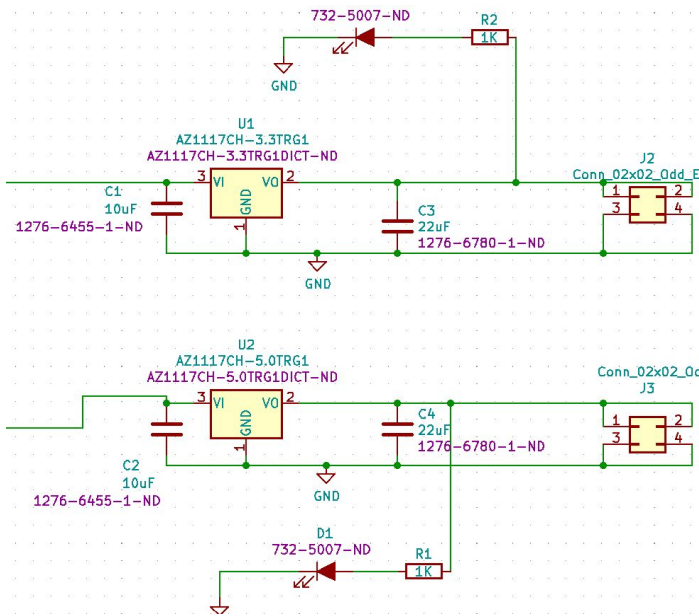 732-5007-ND
R2
1K
GND
U1
AZ1117CH-3.3TRG1
AZ1117CH-3.3TRG1DICT-ND
3 VI VO 2
GND
1
C1
10uF
1276-6455-1-ND
C3
22uF
1276-6780-1-ND
GND
J2
Conn_02x02_Odd_E
1 2
3 4
U2
AZ1117CH-5.0TRG1
AZ1117CH-5.0TRG1DICT-ND
3 VI VO 2
GND
1
C2
10uF
1276-6455-1-ND
C4
22uF
1276-6780-1-ND
GND
Conn_02x02_Od
J3
1 2
3 4
D1
732-5007-ND
R1
1K